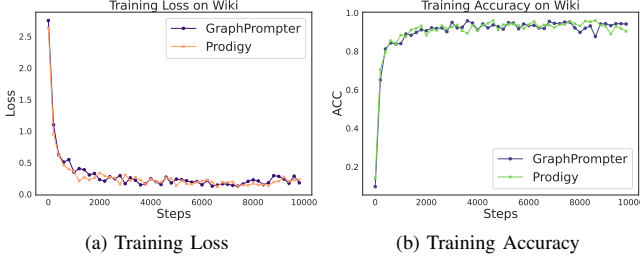 Training Loss on Wiki
GraphPrompter
Prodigy
2.5
2.0
1.5
1.0
0.5
0.0
Loss
0
2000
4000
6000
8000
10000
Steps
(a) Training Loss
Training Accuracy on Wiki
1.0
0.8
0.6
0.4
0.2
ACC
GraphPrompter
Prodigy
0
2000
4000
6000
8000
1000
Steps
(b) Training Accuracy